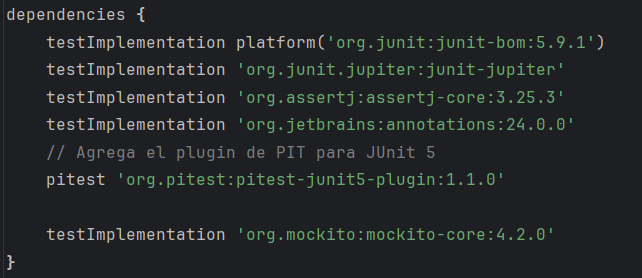 dependencies {
    testImplementation platform('org.junit:junit-bom:5.9.1')
    testImplementation 'org.junit.jupiter:junit-jupiter'
    testImplementation 'org.assertj:assertj-core:3.25.3'
    testImplementation 'org.jetbrains:annotations:24.0.0'
    // Agrega el plugin de PIT para JUnit 5
    pitest 'org.pitest:pitest-junit5-plugin:1.1.0'
    testImplementation 'org.mockito:mockito-core:4.2.0'
}